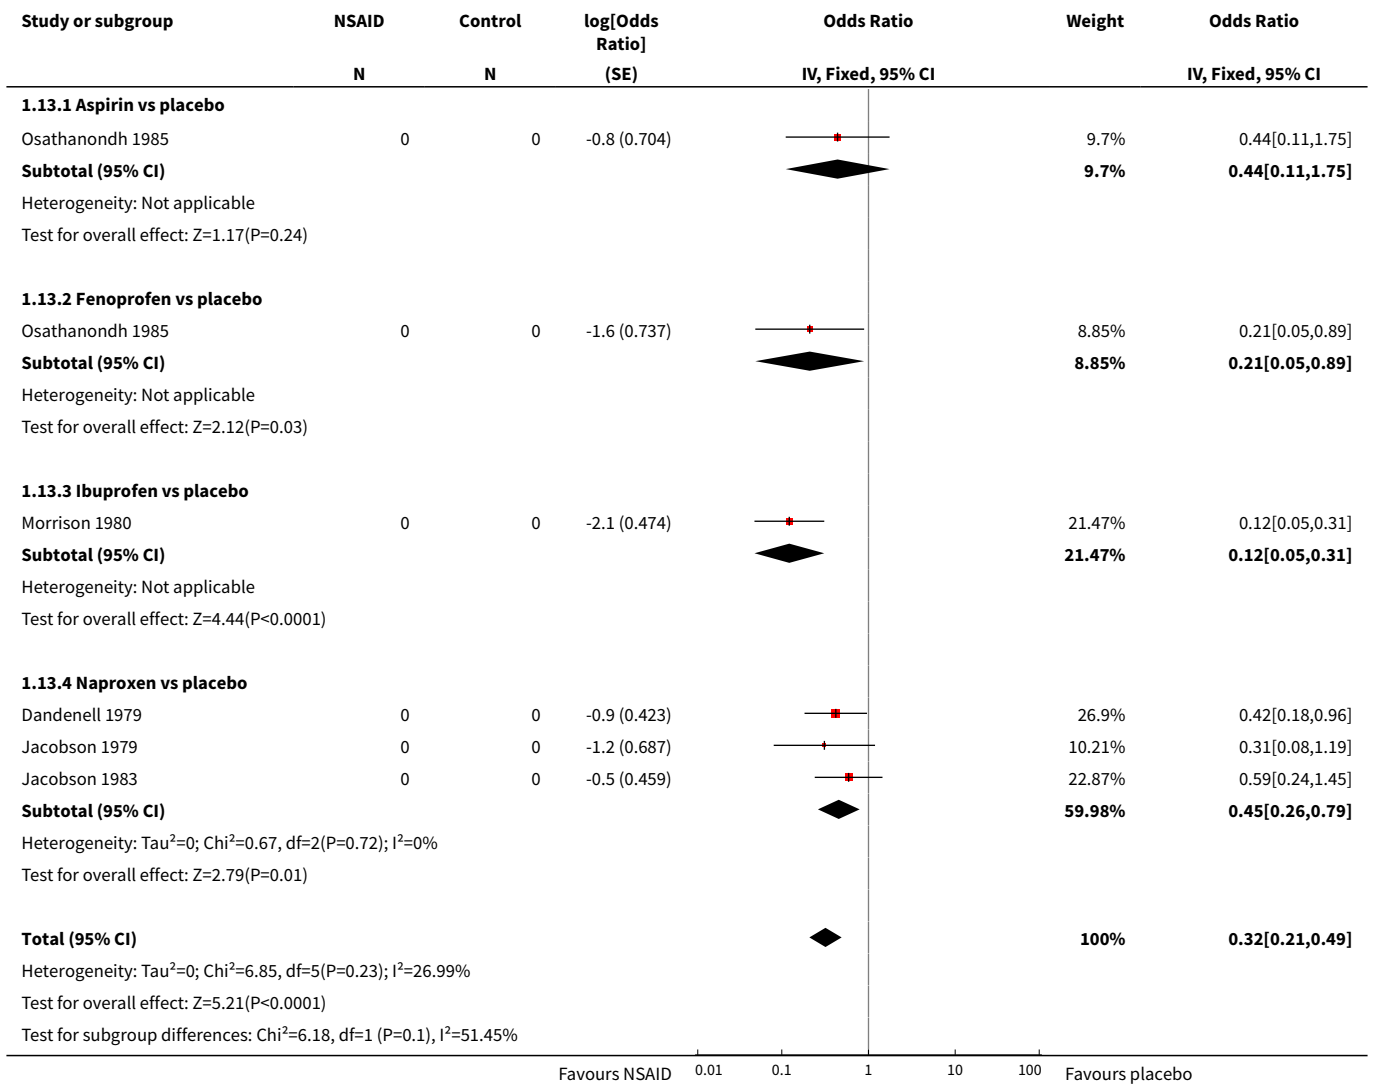 Study or subgroup NSAID Control log[Odds Ratio] Odds Ratio Weight Odds Ratio
N N (SE) IV, Fixed, 95% CI IV, Fixed, 95% CI
1.13.1 Aspirin vs placebo
Osathanondh 1985 0 0 -0.8 (0.704) 9.7% 0.44[0.11,1.75]
Subtotal (95% CI) 9.7% 0.44[0.11,1.75]
Heterogeneity: Not applicable
Test for overall effect: Z=1.17(P=0.24)
1.13.2 Fenoprofen vs placebo
Osathanondh 1985 0 0 -1.6 (0.737) 8.85% 0.21[0.05,0.89]
Subtotal (95% CI) 8.85% 0.21[0.05,0.89]
Heterogeneity: Not applicable
Test for overall effect: Z=2.12(P=0.03)
1.13.3 Ibuprofen vs placebo
Morrison 1980 0 0 -2.1 (0.474) 21.47% 0.12[0.05,0.31]
Subtotal (95% CI) 21.47% 0.12[0.05,0.31]
Heterogeneity: Not applicable
Test for overall effect: Z=4.44(P<0.0001)
1.13.4 Naproxen vs placebo
Dandenell 1979 0 0 -0.9 (0.423) 26.9% 0.42[0.18,0.96]
Jacobson 1979 0 0 -1.2 (0.687) 10.21% 0.31[0.08,1.19]
Jacobson 1983 0 0 -0.5 (0.459) 22.87% 0.59[0.24,1.45]
Subtotal (95% CI) 59.98% 0.45[0.26,0.79]
Heterogeneity: Tau²=0; Chi²=0.67, df=2(P=0.72); I²=0%
Test for overall effect: Z=2.79(P=0.01)
Total (95% CI) 100% 0.32[0.21,0.49]
Heterogeneity: Tau²=0; Chi²=6.85, df=5(P=0.23); I²=26.99%
Test for overall effect: Z=5.21(P<0.0001)
Test for subgroup differences: Chi²=6.18, df=1 (P=0.1), I²=51.45%
Favours NSAID 0.01 0.1 1 10 100 Favours placebo